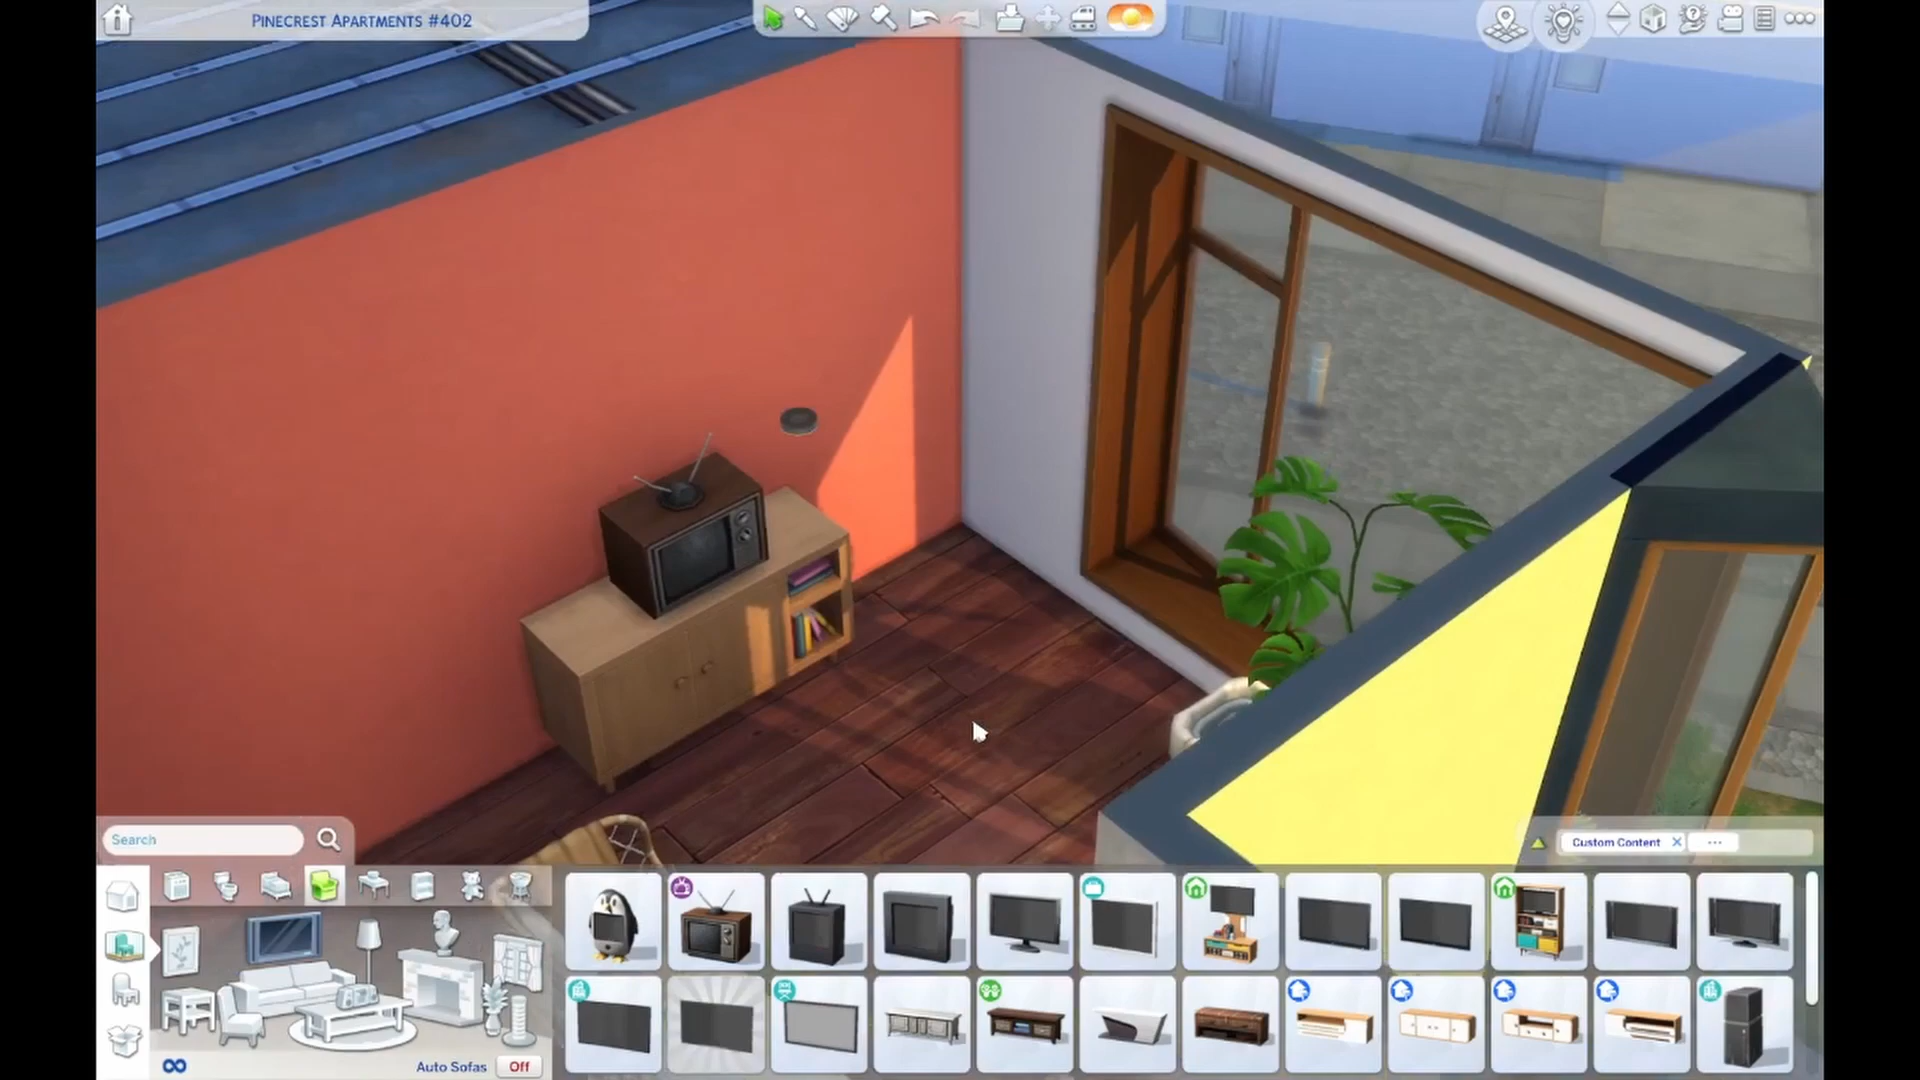 PINECREST APARTMENTS #402
Search
Custom Content
Auto Sofas
Off